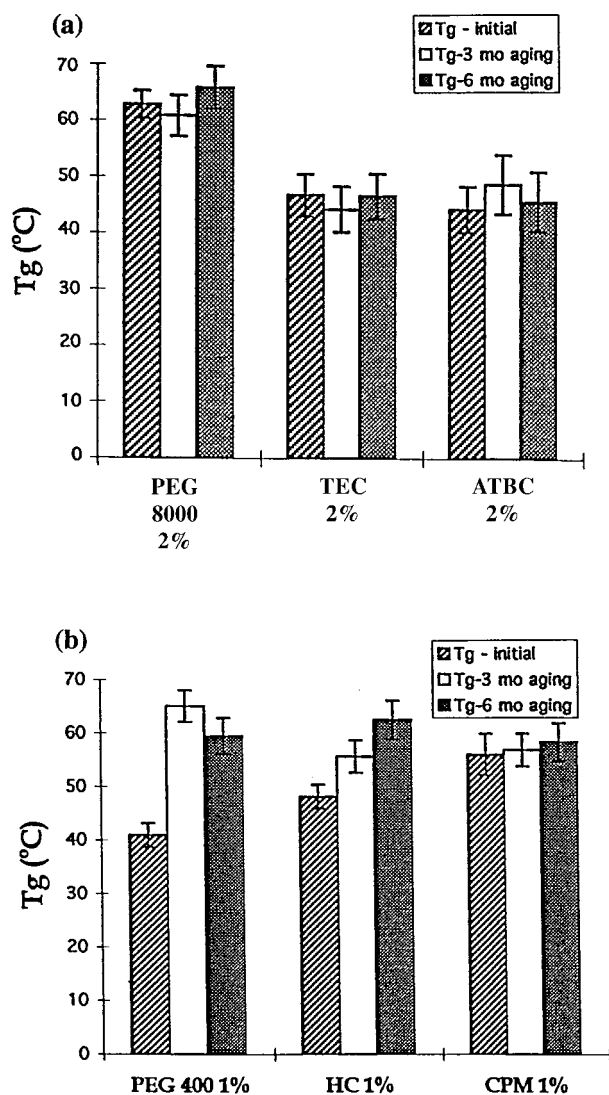 (a)
Tg - initial
Tg-3 mo aging
Tg-6 mo aging
70
60
50
40
30
20
10
0
Tg (°C)
PEG
8000
2%
TEC
2%
ATBC
2%
(b)
Tg - initial
Tg-3 mo aging
Tg-6 mo aging
70
60
50
40
30
20
10
0
Tg (°C)
PEG 400 1%
HC 1%
CPM 1%